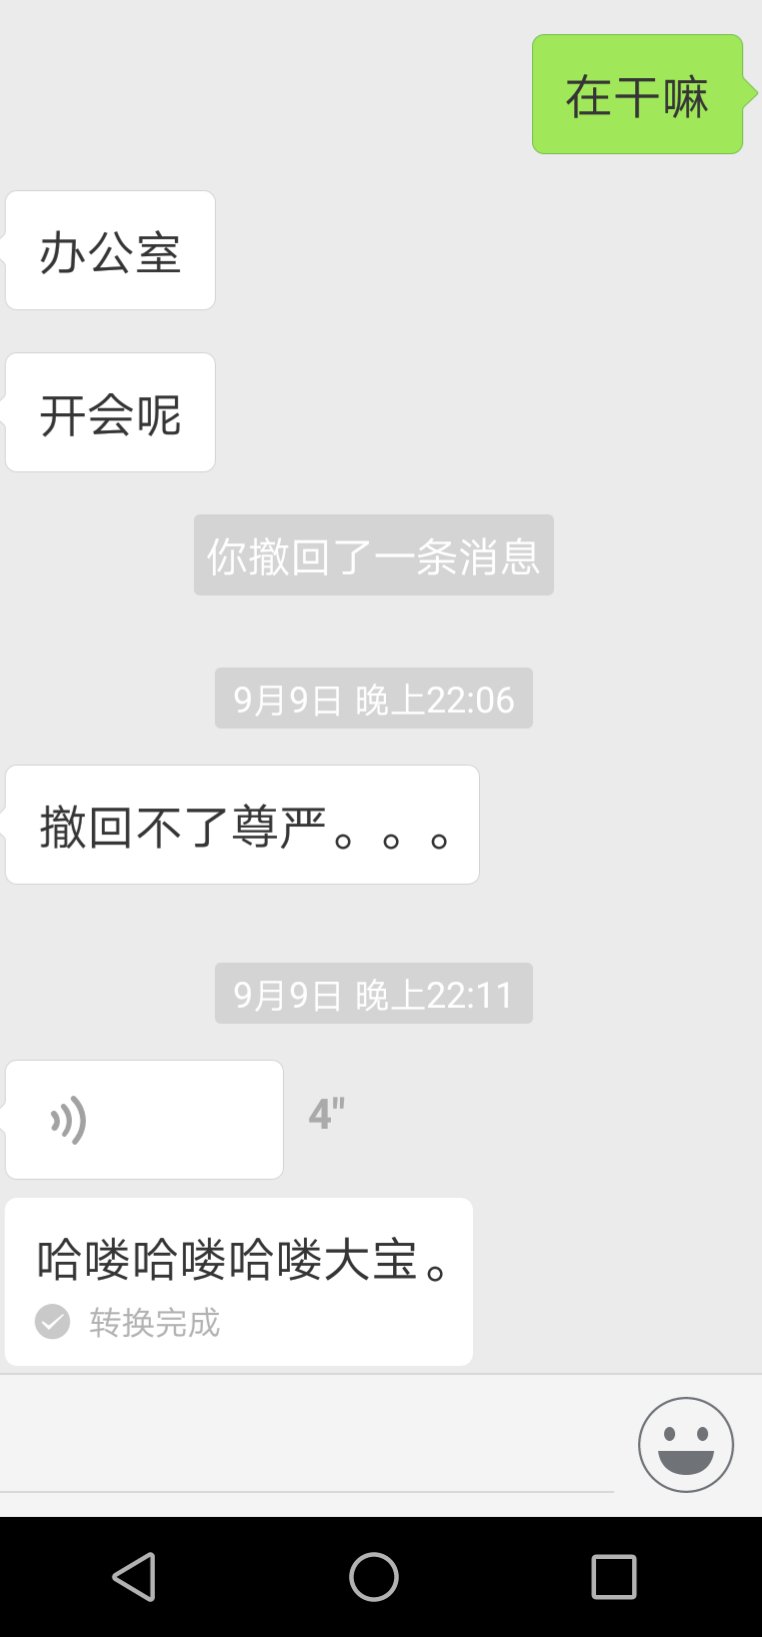 在干嘛
办公室
开会呢
你撤回了一条消息
9月9日 晚上22:06
撤回不了尊严。。。
9月9日 晚上22:11
4"
哈喽哈喽哈喽大宝。
转换完成